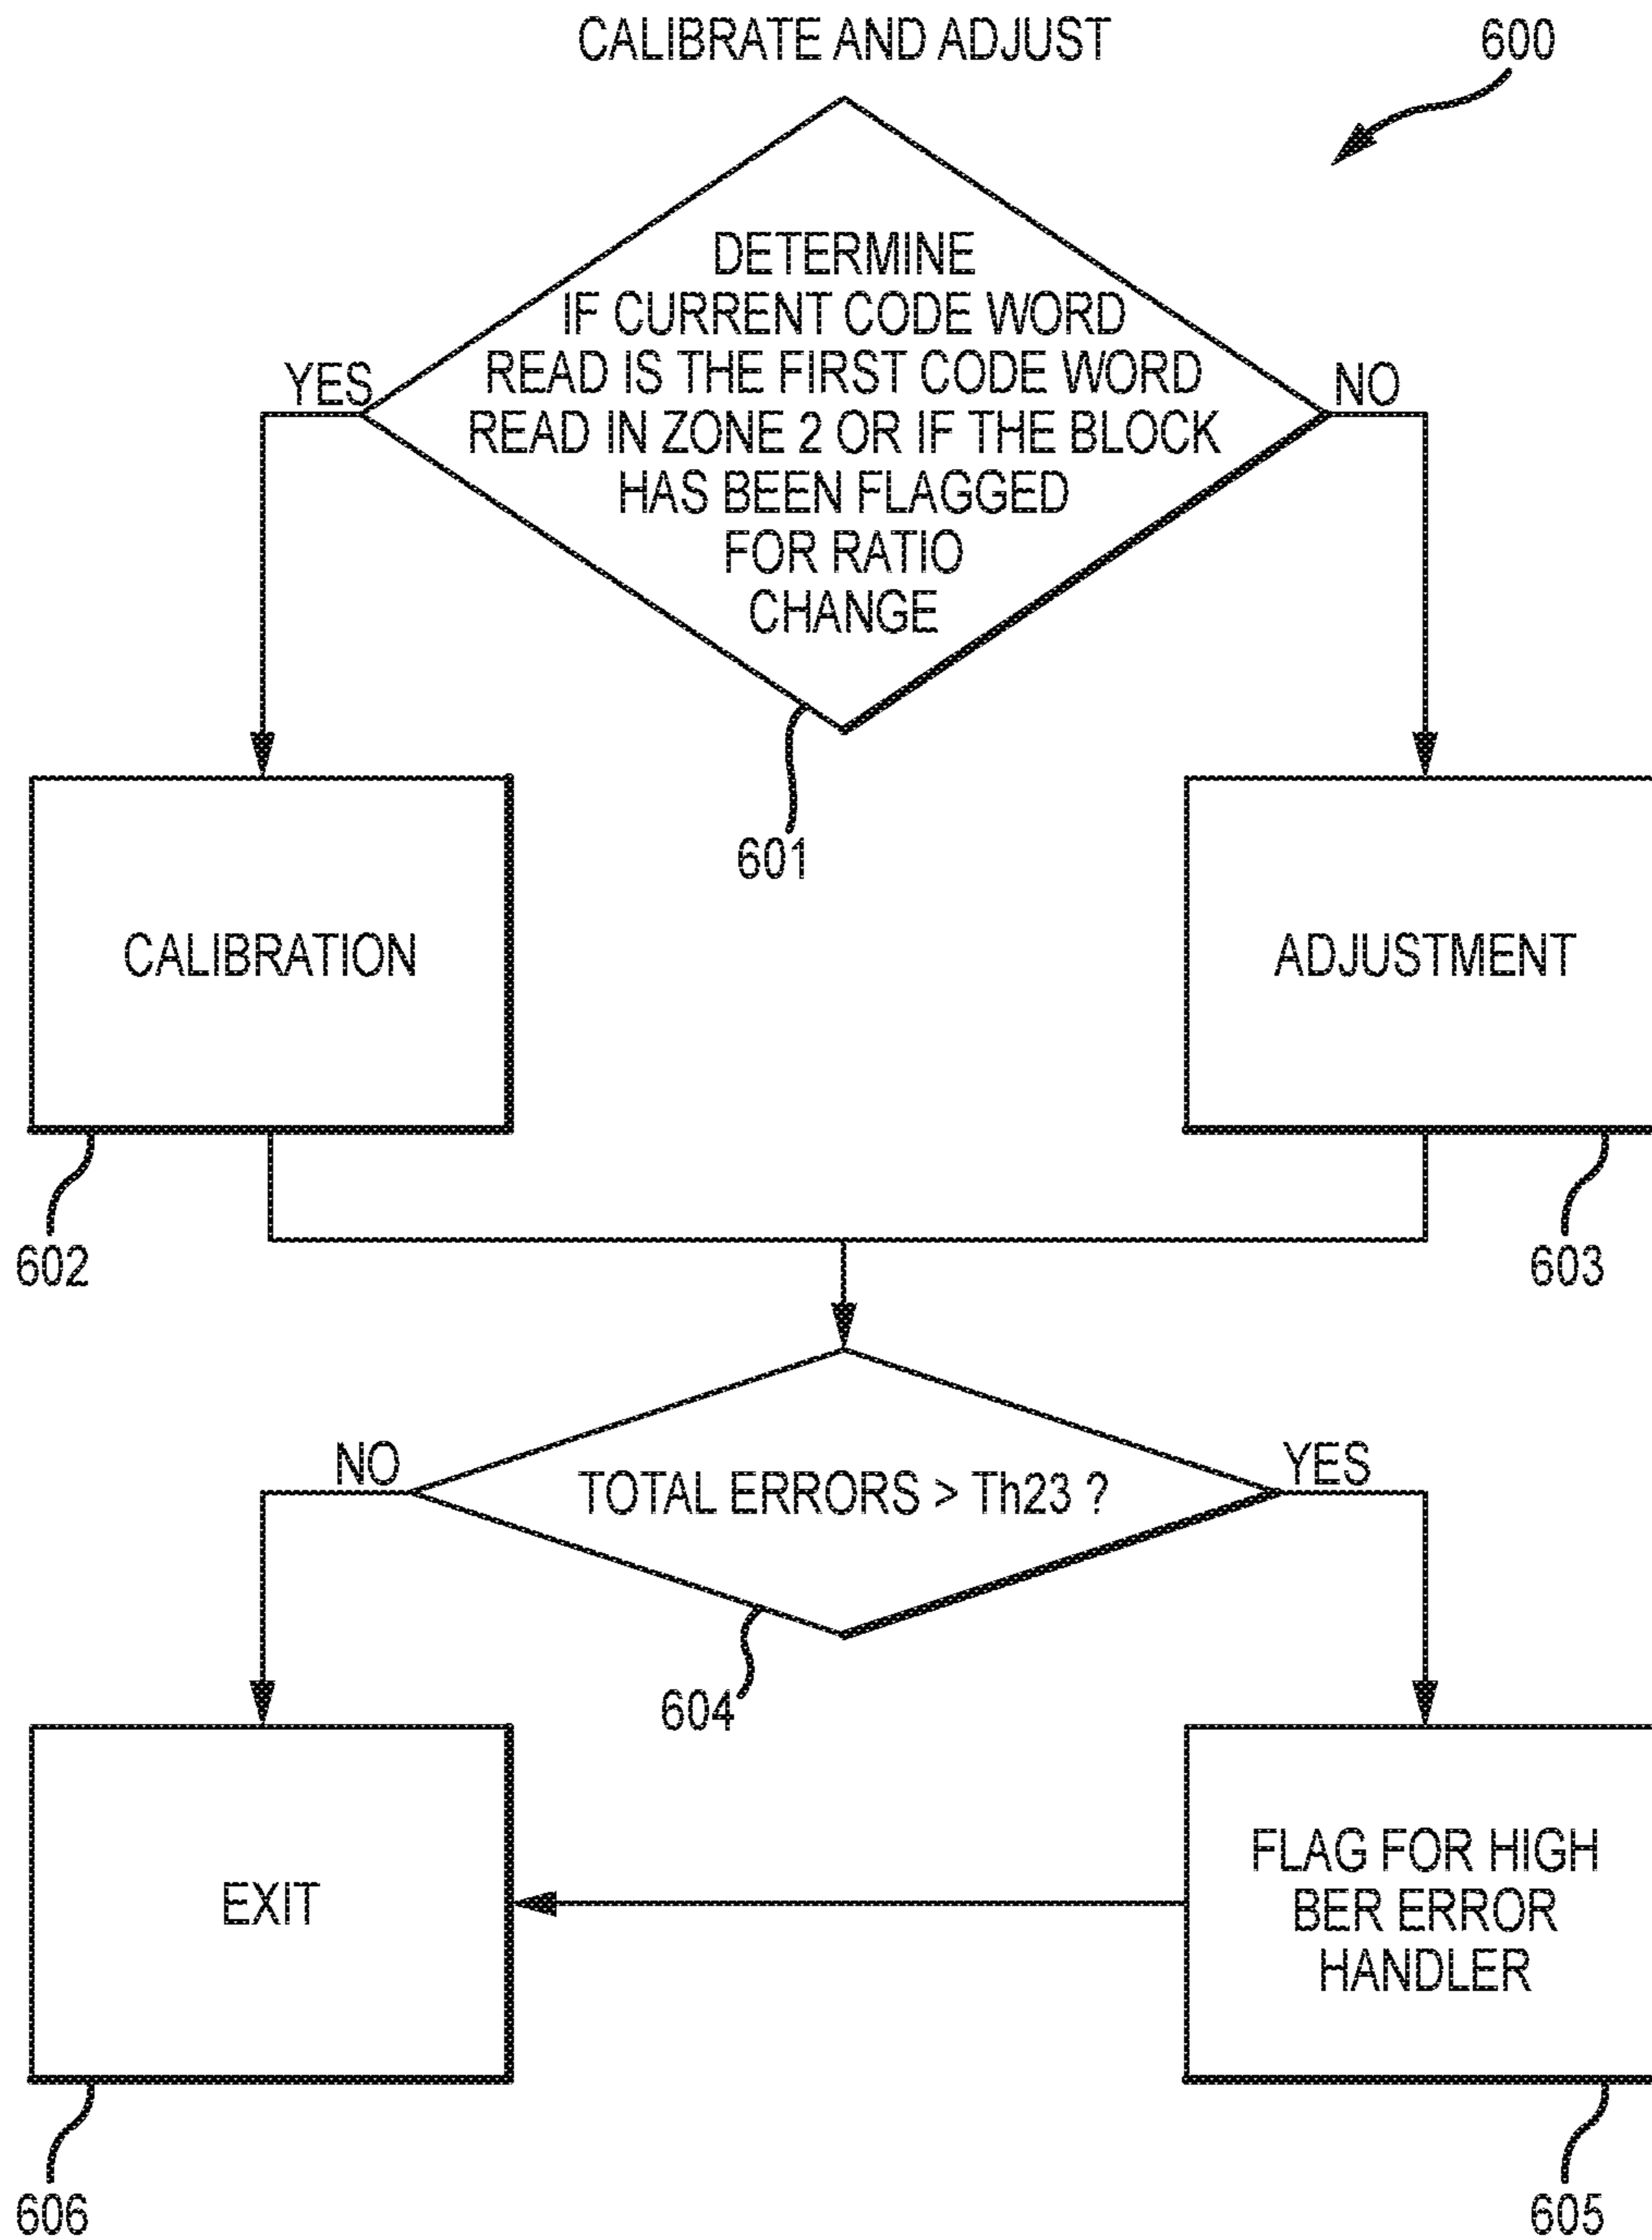 CALIBRATE AND ADJUST
600
DETERMINE
IF CURRENT CODE WORD
READ IS THE FIRST CODE WORD
READ IN ZONE 2 OR IF THE BLOCK
HAS BEEN FLAGGED
FOR RATIO
CHANGE
YES
NO
601
CALIBRATION
ADJUSTMENT
602
603
NO
TOTAL ERRORS > Th23 ?
YES
604
EXIT
FLAG FOR HIGH
BER ERROR
HANDLER
606
605